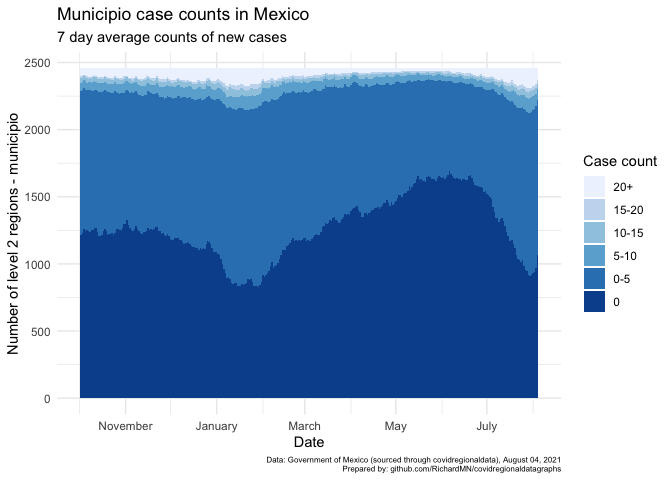 Municipio case counts in Mexico
7 day average counts of new cases
Number of level 2 regions - municipio
2500
2000
1500
1000
500
0
November
January
March
May
July
Date
Case count
20+
15-20
10-15
5-10
0-5
0
Data: Government of Mexico (sourced through covidregionaldata), August 04, 2021
Prepared by: github.com/RichardMN/covidregionaldatagraphs